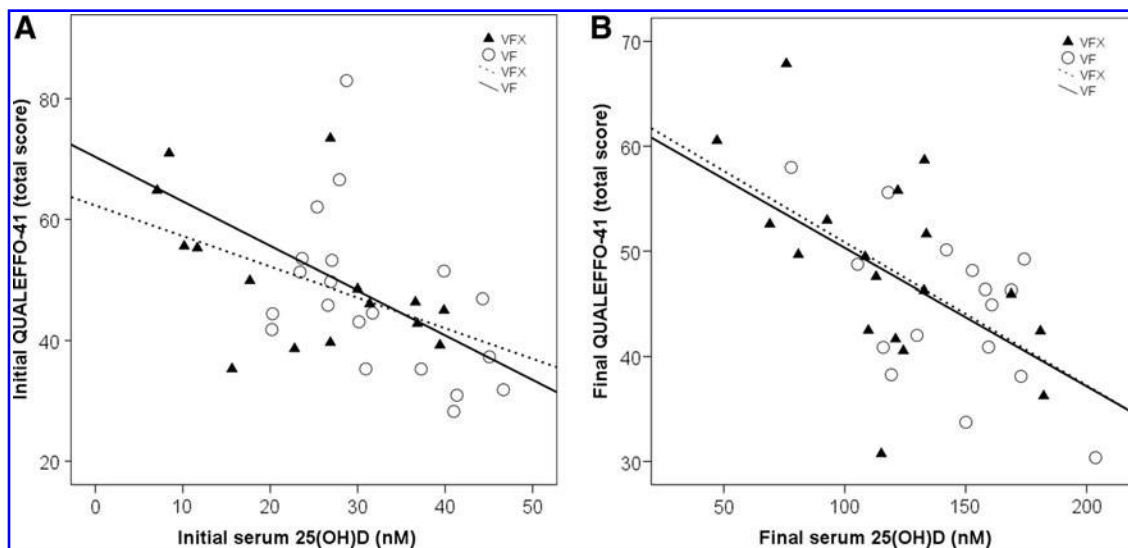 A
VFX
VF
VFX
VF
Initial QUALEFFO-41 (total score)
80
60
40
20
0 10 20 30 40 50
Initial serum 25(OH)D (nM)
B
VFX
VF
VFX
VF
Final QUALEFFO-41 (total score)
70
60
50
40
30
50 100 150 200
Final serum 25(OH)D (nM)